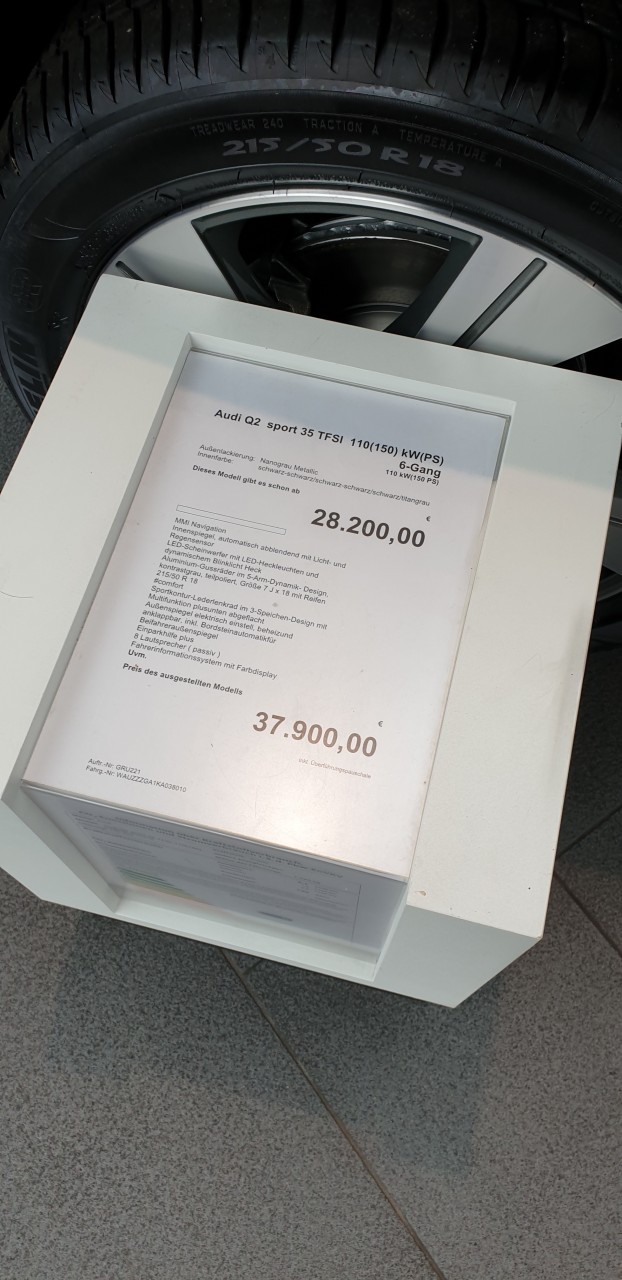 TREADWEAR 240 TRACTION A TEMPERATURE A
215/50 R 18
Audi Q2 sport 35 TFSI 110(150) kW(PS)
6-Gang
110 kW(150 PS)
Außenlackierung: Nanograu Metallic
Innenfarbe: schwarz-schwarz/schwarz-schwarz/schwarz/titangrau
Dieses Modell gibt es schon ab
€
28.200,00
MMI Navigation
Innenspiegel, automatisch abblendend mit Licht- und
Regensensor
LED-Scheinwerfer mit LED-Heckleuchten und
dynamischem Blinklicht Heck
Aluminium-Gussräder im 5-Arm-Dynamik- Design,
kontrastgrau, teilpoliert, Größe 7 J x 18 mit Reifen
215/50 R 18
#comfort
Sportkontur-Lederlenkrad im 3-Speichen-Design mit
Multifunktion plusunten abgeflacht
Außenspiegel elektrisch einstell, beheizund
anklappbar, inkl. Bordsteinautomatikfür
Beifahreraußenspiegel
Einparkhilfe plus
8 Lautsprecher ( passiv )
Fahrerinformationssystem mit Farbdisplay
Uvm.
Preis des ausgestellten Modells
€
37.900,00
inkl. Überführungspauschale
Auftr.-Nr: GRU221
Fahrg.-Nr: WAUZZZGA1KA038010